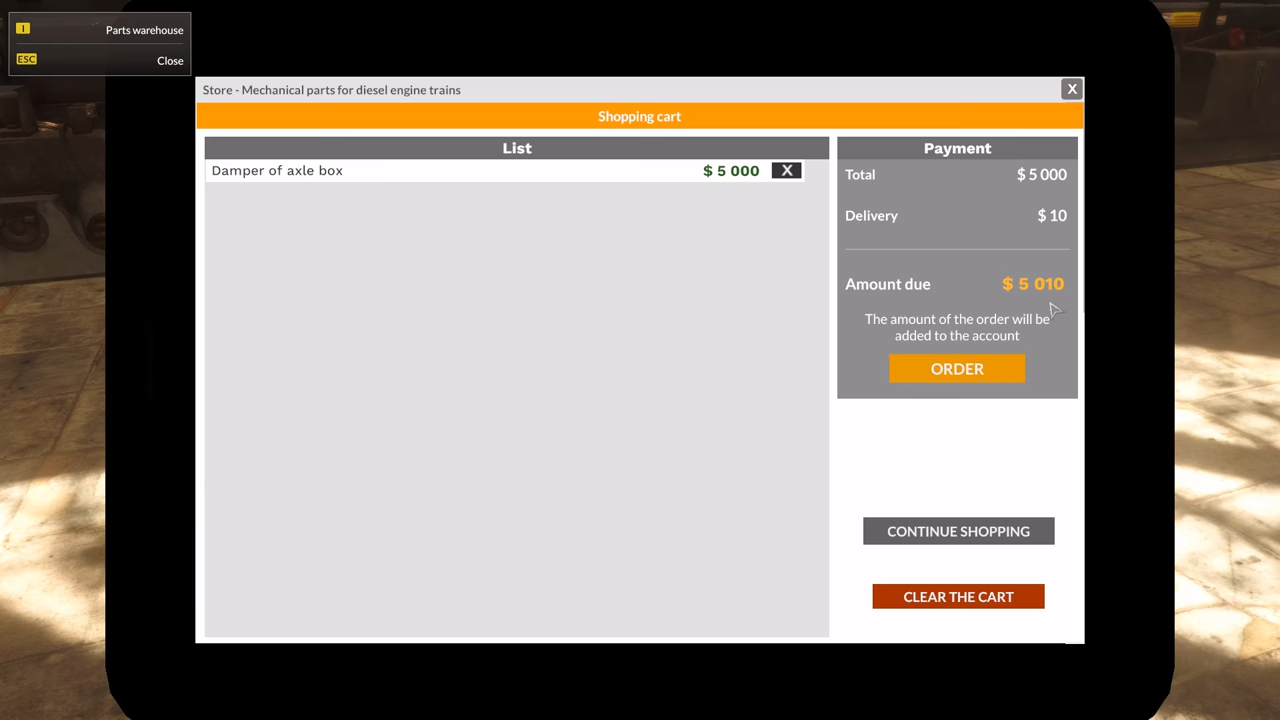 I Parts warehouse
ESC Close
Store - Mechanical parts for diesel engine trains X
Shopping cart
List
Damper of axle box $ 5 000 X
Payment
Total $ 5 000
Delivery $ 10
Amount due $ 5 010
The amount of the order will be
added to the account
ORDER
CONTINUE SHOPPING
CLEAR THE CART